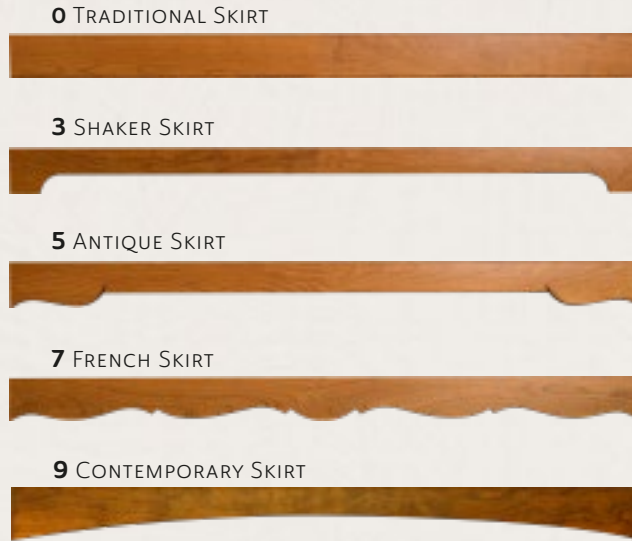 0 Traditional Skirt
3 Shaker Skirt
5 Antique Skirt
7 French Skirt
9 Contemporary Skirt